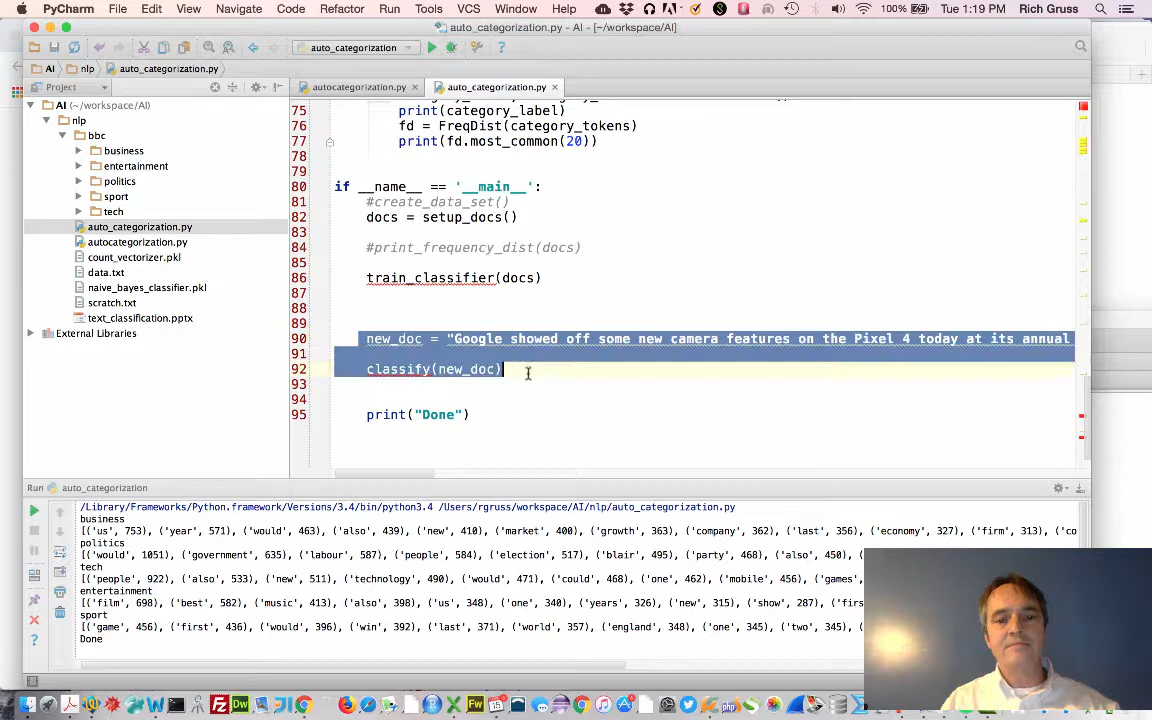 PyCharm File Edit View Navigate Code Refactor Run Tools VCS Window Help 100% Tue 1:19 PM Rich Gruss
auto_categorization.py - AI - [~/workspace/AI]
auto_categorization
AI nlp auto_categorization.py
Project autocategorization.py auto_categorization.py
AI (~/workspace/AI)
nlp
bbc
business
entertainment
politics
sport
tech
auto_categorization.py
autocategorization.py
count_vectorizer.pkl
data.txt
naive_bayes_classifier.pkl
scratch.txt
text_classification.pptx
External Libraries
75 print(category_label)
76 fd = FreqDist(category_tokens)
77 print(fd.most_common(20))
78
79
80 if __name__ == '__main__':
81 #create_data_set()
82 docs = setup_docs()
83
84 #print_frequency_dist(docs)
85
86 train_classifier(docs)
87
88
89
90 new_doc = "Google showed off some new camera features on the Pixel 4 today at its annual
91
92 classify(new_doc)
93
94
95 print("Done")
Run auto_categorization
/Library/Frameworks/Python.framework/Versions/3.4/bin/python3.4 /Users/rgruss/workspace/AI/nlp/auto_categorization.py
business
[('us', 753), ('year', 571), ('would', 463), ('also', 439), ('new', 410), ('market', 400), ('growth', 363), ('company', 362), ('last', 356), ('economy', 327), ('firm', 313), ('co
politics
[('would', 1051), ('government', 635), ('labour', 587), ('people', 584), ('election', 517), ('blair', 495), ('party', 468), ('also', 450), (
tech
[('people', 922), ('also', 533), ('new', 511), ('technology', 490), ('would', 471), ('could', 468), ('one', 462), ('mobile', 456), ('games',
entertainment
[('film', 698), ('best', 582), ('music', 413), ('also', 398), ('us', 348), ('one', 340), ('years', 326), ('new', 315), ('show', 287), ('firs
sport
[('game', 456), ('first', 436), ('would', 396), ('win', 392), ('last', 371), ('world', 357), ('england', 348), ('one', 345), ('two', 345), (
Done